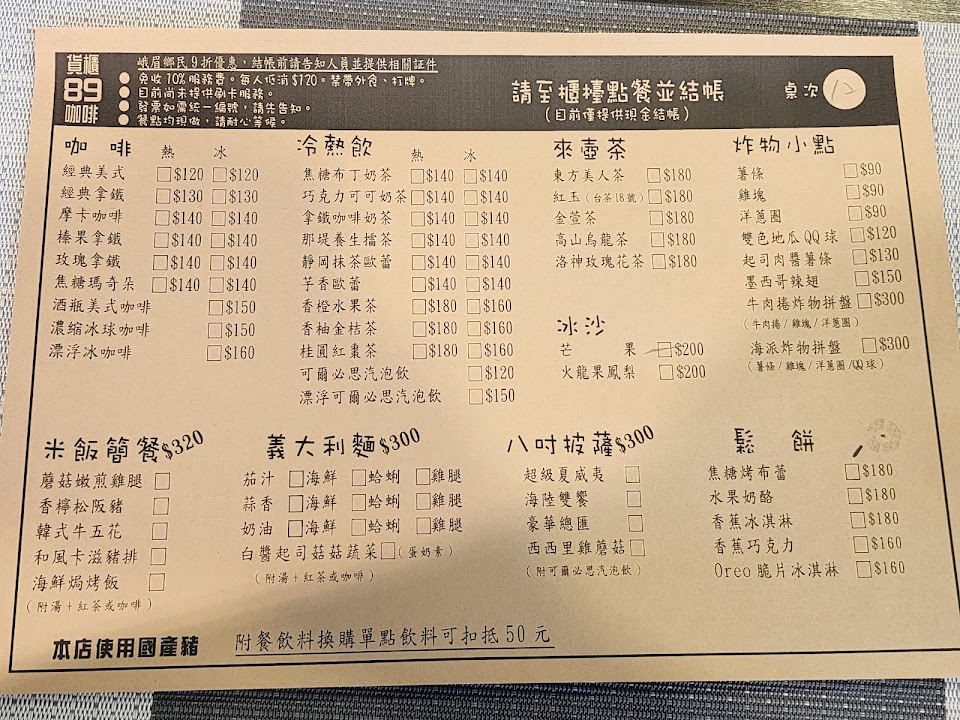 貨櫃
89
咖啡
峨眉鄉民9折優惠，結帳前請告知人員並提供相關証件
●免收10%服務費。每人低消$120。禁帶外食、打牌。
●目前尚未提供刷卡服務。
●發票如需統一編號，請先告知。
●餐點均現做，請耐心等候。
請至櫃檯點餐並結帳
（目前僅提供現金結帳）
桌次 12
咖啡 熱 冰
經典美式 □$120 □$120
經典拿鐵 □$130 □$130
摩卡咖啡 □$140 □$140
榛果拿鐵 □$140 □$140
玫瑰拿鐵 □$140 □$140
焦糖瑪奇朵 □$140 □$140
酒瓶美式咖啡 □$150
濃縮冰球咖啡 □$150
漂浮冰咖啡 □$160
冷熱飲 熱 冰
焦糖布丁奶茶 □$140 □$140
巧克力可可奶茶 □$140 □$140
拿鐵咖啡奶茶 □$140 □$140
那堤養生擂茶 □$140 □$140
靜岡抹茶歐蕾 □$140 □$140
芋香歐蕾 □$140 □$140
香橙水果茶 □$180 □$160
香柚金桔茶 □$180 □$160
桂圓紅棗茶 □$180 □$160
可爾必思汽泡飲 □$120
漂浮可爾必思汽泡飲 □$150
來壺茶
東方美人茶 □$180
紅玉（台茶18號） □$180
金萱茶 □$180
高山烏龍茶 □$180
洛神玫瑰花茶 □$180
冰沙
芒果 □$200
火龍果鳳梨 □$200
炸物小點
薯條 □$90
雞塊 □$90
洋蔥圈 □$90
雙色地瓜QQ球 □$120
起司肉醬薯條 □$130
墨西哥辣翅 □$150
牛肉捲炸物拼盤 □$300
（牛肉捲/雞塊/洋蔥圈）
海派炸物拼盤 □$300
（薯條/雞塊/洋蔥圈/QQ球）
米飯簡餐$320
蘑菇嫩煎雞腿 □
香檸松阪豬 □
韓式牛五花 □
和風卡滋豬排 □
海鮮焗烤飯 □
（附湯+紅茶或咖啡）
義大利麵$300
茄汁 □海鮮 □蛤蜊 □雞腿
蒜香 □海鮮 □蛤蜊 □雞腿
奶油 □海鮮 □蛤蜊 □雞腿
白醬起司菇菇蔬菜□（蛋奶素）
（附湯+紅茶或咖啡）
八吋披薩$300
超級夏威夷 □
海陸雙饗 □
豪華總匯 □
西西里雞蘑菇 □
（附可爾必思汽泡飲）
鬆餅
焦糖烤布蕾 □$180
水果奶酪 □$180
香蕉冰淇淋 □$180
香蕉巧克力 □$160
Oreo脆片冰淇淋 □$160
本店使用國產豬
附餐飲料換購單點飲料可扣抵50元